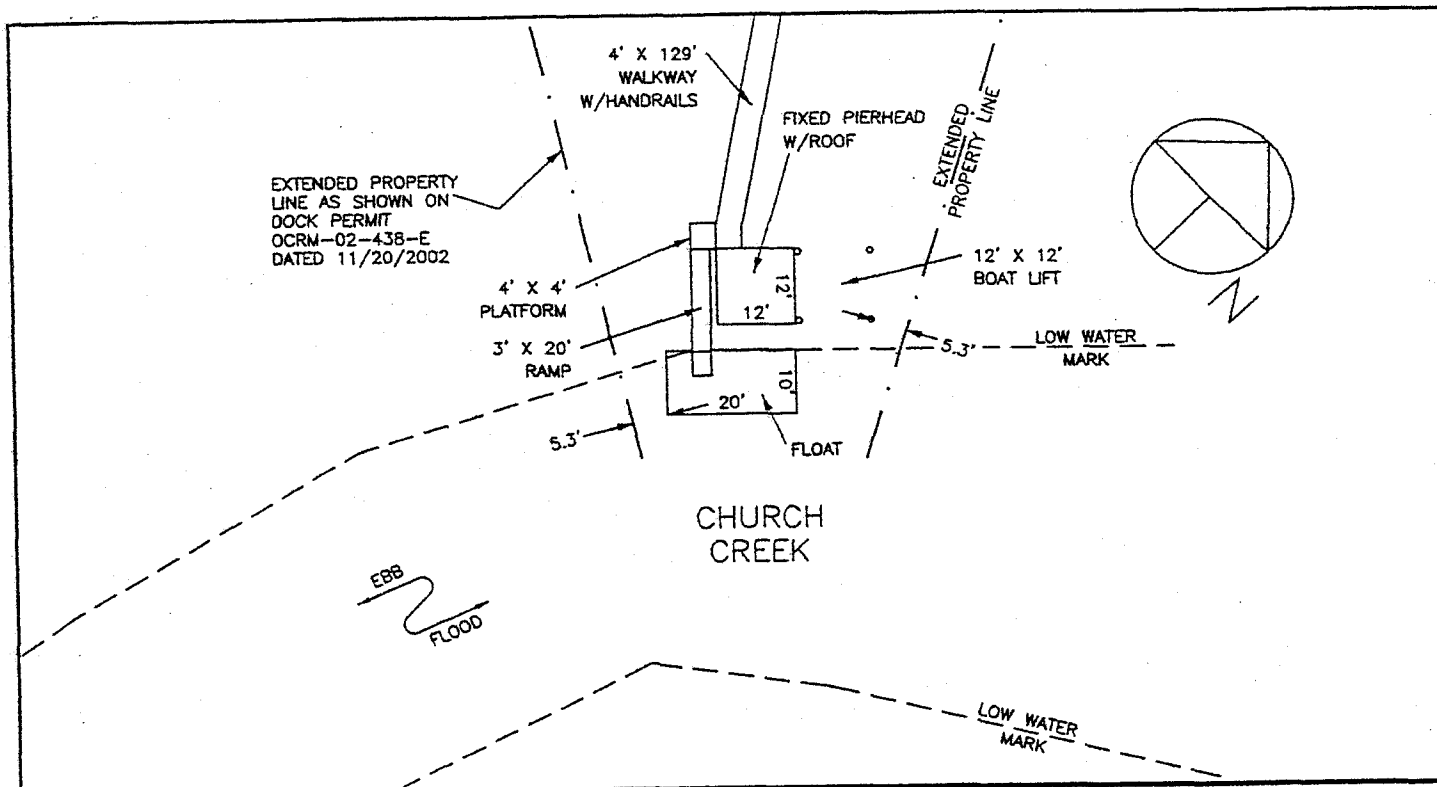 4' X 129'
WALKWAY
W/HANDRAILS
FIXED PIERHEAD
W/ROOF
EXTENDED
PROPERTY LINE
EXTENDED PROPERTY
LINE AS SHOWN ON
DOCK PERMIT
OCRM-02-438-E
DATED 11/20/2002
4' X 4'
PLATFORM
12'
12'
12' X 12'
BOAT LIFT
N
3' X 20'
RAMP
5.3'
LOW WATER
MARK
10'
20'
5.3'
FLOAT
CHURCH
CREEK
EBB
FLOOD
LOW WATER
MARK